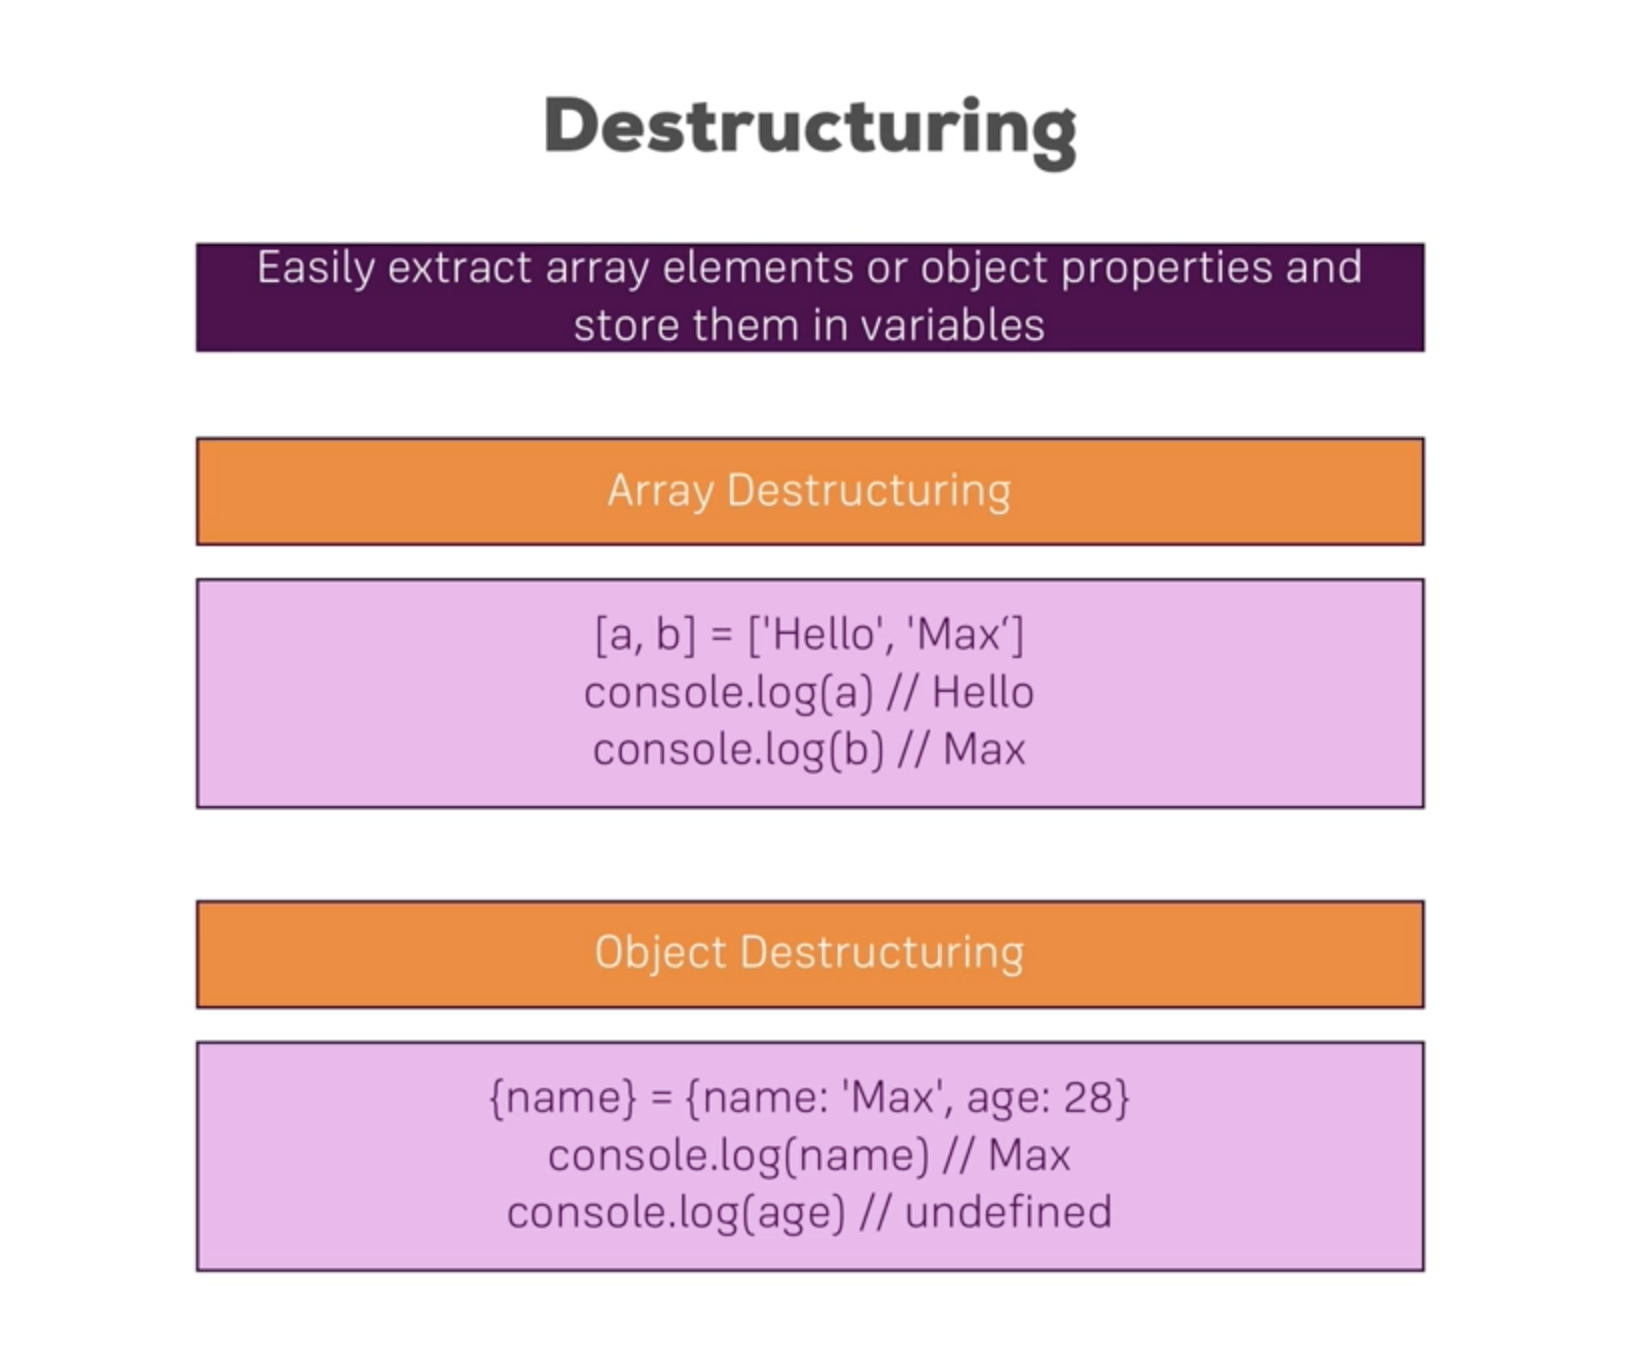 Destructuring
Easily extract array elements or object properties and
store them in variables
Array Destructuring
[a, b] = ['Hello', 'Max‘]
console.log(a) // Hello
console.log(b) // Max
Object Destructuring
{name} = {name: 'Max', age: 28}
console.log(name) // Max
console.log(age) // undefined